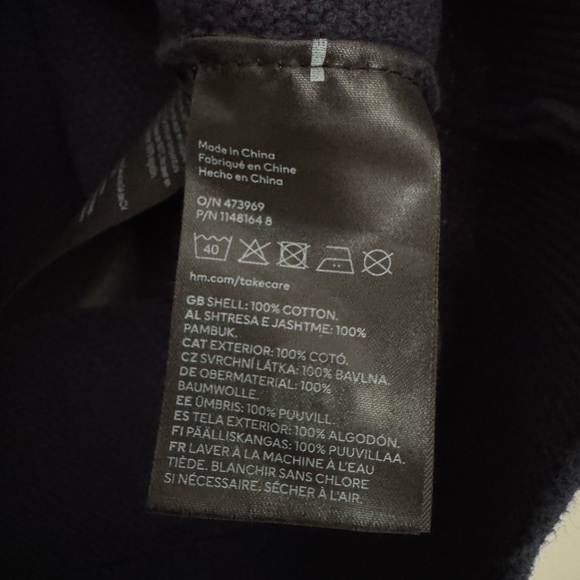 Made in China
Fabriqué en Chine
Hecho en China
O/N 473969
P/N 1148164 8
40
hm.com/takecare
GB SHELL: 100% COTTON.
AL SHTRESA E JASHTME: 100%
PAMBUK.
CAT EXTERIOR: 100% COTÓ.
CZ SVRCHNÍ LÁTKA: 100% BAVLNA.
DE OBERMATERIAL: 100%
BAUMWOLLE.
EE ÜMBRIS: 100% PUUVILL.
ES TELA EXTERIOR: 100% ALGODÓN.
FI PÄÄLLISKANGAS: 100% PUUVILLAA.
FR LAVER À LA MACHINE À L'EAU
TIÈDE. BLANCHIR SANS CHLORE
SI NÉCESSAIRE. SÉCHER À L'AIR.